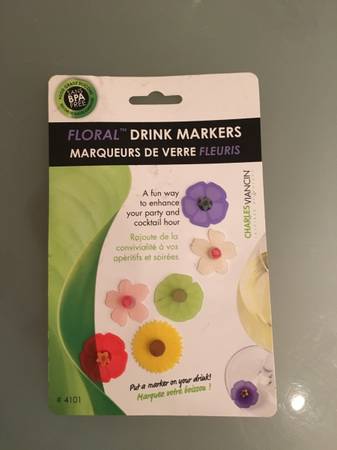 SANS
BPA
FREE
FLORAL™ DRINK MARKERS
MARQUEURS DE VERRE FLEURIS
A fun way
to enhance
your party and
cocktail hour
Rajoute de la
convivialité à vos
apéritifs et soirées
CHARLES VIANCIN
Put a marker on your drink!
Marquez votre boisson !
# 4101